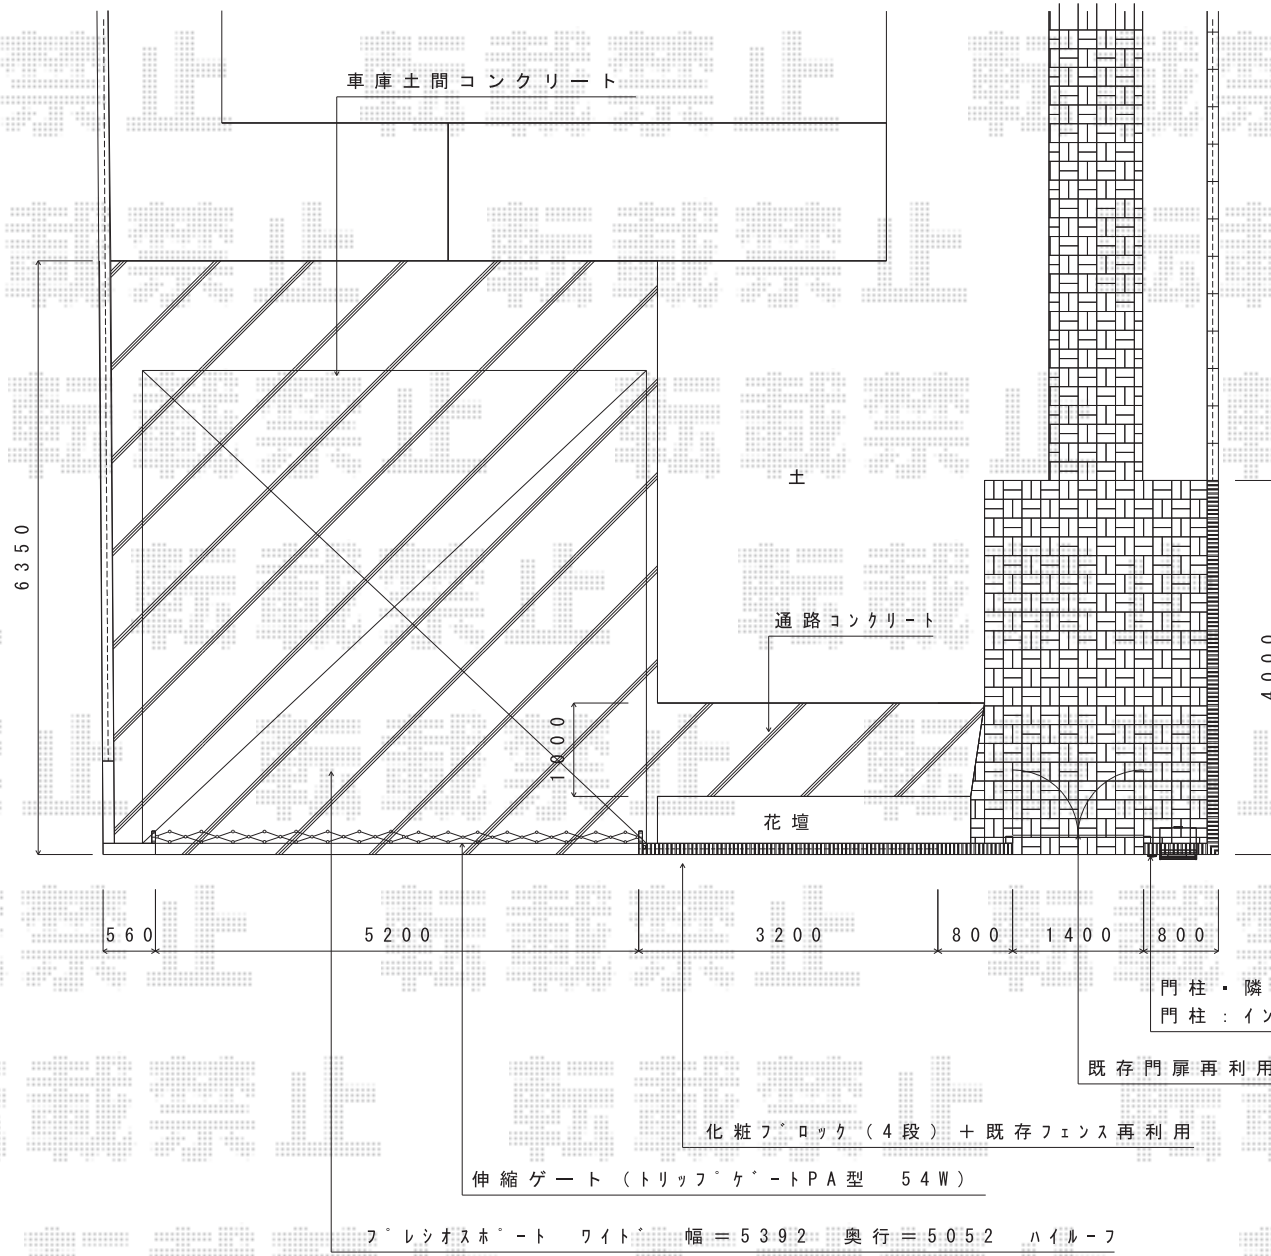 車庫土間コンクリート
6350
土
通路コンクリート
4000
1000
花壇
560 5200 3200 800 1400 800
門柱・隣
門柱：イン
既存門扉再利用
化粧ﾌﾞﾛｯｸ（4段）＋既存フェンス再利用
伸縮ゲート（ﾄﾘｯﾌﾟｹﾞｰﾄPA型 54W）
ﾌﾟﾚｼｵｽﾎﾟｰﾄ ﾜｲﾄﾞ 幅＝5392 奥行＝5052 ﾊｲﾙｰﾌ
転載禁止